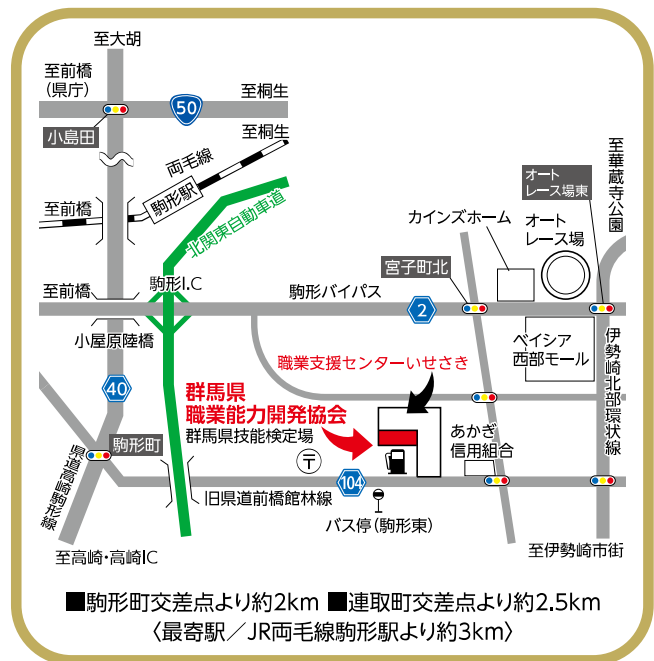 至大胡
至前橋
(県庁)
至桐生
50
小島田
至桐生
両毛線
駒形駅
至前橋
北関東自動車道
至華蔵寺公園
オート
レース場東
カインズホーム
オート
レース場
宮子町北
駒形I.C
至前橋
駒形バイパス
2
小屋原陸橋
ベイシア
西部モール
伊勢崎北部環状線
職業支援センターいせさき
40
群馬県
職業能力開発協会
群馬県技能検定場
あかぎ
信用組合
駒形町
〒
104
県道高崎駒形線
旧県道前橋館林線
バス停(駒形東)
至高崎・高崎IC
至伊勢崎市街
■駒形町交差点より約2km ■連取町交差点より約2.5km
〈最寄駅／JR両毛線駒形駅より約3km〉